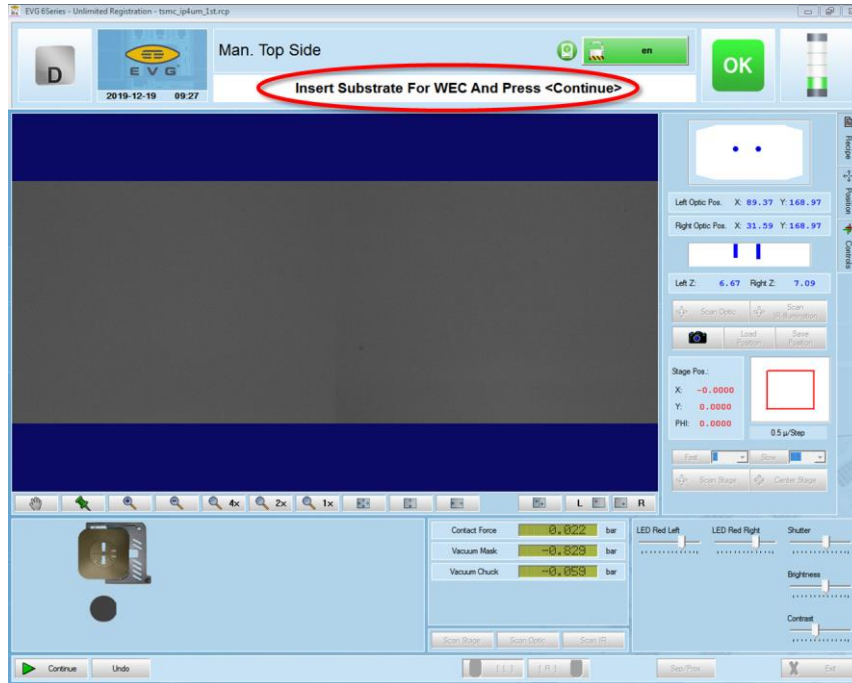 EVG 6Series - Unlimited Registration - tsmc_ip4um_1st.rcp
D
EVG
2019-12-19 09:27
Man. Top Side
en
Insert Substrate For WEC And Press <Continue>
OK
Recipe
Position
Controls
Left Optic Pos. X: 89.37 Y:168.97
Right Optic Pos. X: 31.59 Y:168.97
Left Z: 6.67 Right Z: 7.09
Scan Optic
Scan IR Illumination
Load Position
Save Position
Stage Pos.:
X: -0.0000
Y: 0.0000
PHI: 0.0000
0.5 µ/Step
Fast
Slow
Scan Stage
Center Stage
4x
2x
1x
L
R
Contact Force 0.022 bar
Vacuum Mask -0.829 bar
Vacuum Chuck -0.059 bar
Scan Stage
Scan Optic
Scan IR
LED Red Left
LED Red Right
Shutter
Brightness
Contrast
Continue
Undo
[ L ]
[ R ]
Sep/Prox
Exit